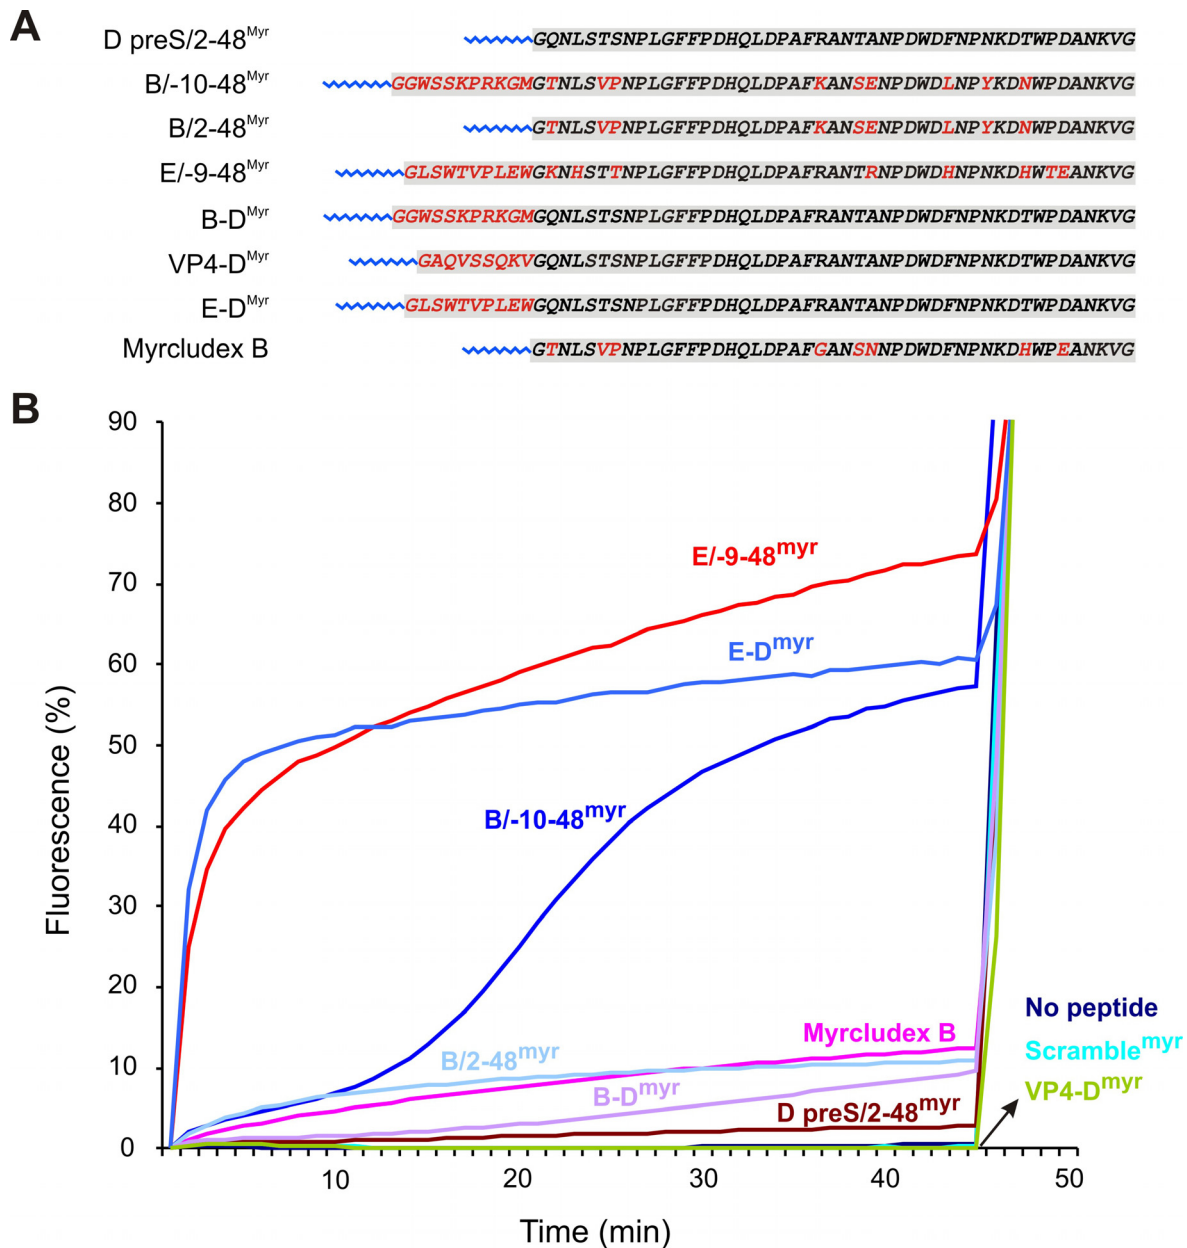 A
D preS/2-48Myr GQNLSTSNPLGFFPDHQLDPAFRANTANPDWDFNPNKDTWPDANKVG
B/-10-48Myr GGWSSKPRKGMGTNLSVPNPLGFFPDHQLDPAFKANSENPDWDLNPYKDNWPDANKVG
B/2-48Myr GTNLSVPNPLGFFPDHQLDPAFKANSENPDWDLNPYKDNWPDANKVG
E/-9-48Myr GLSWTVPLEWGKNHSTTNPLGFFPDHQLDPAFRANTRNPDWDHNPNKDHWTEANKVG
B-DMyr GGWSSKPRKGMGQNLSTSNPLGFFPDHQLDPAFRANTANPDWDFNPNKDTWPDANKVG
VP4-DMyr GAQVSSQKVGQNLSTSNPLGFFPDHQLDPAFRANTANPDWDFNPNKDTWPDANKVG
E-DMyr GLSWTVPLEWGQNLSTSNPLGFFPDHQLDPAFRANTANPDWDFNPNKDTWPDANKVG
Myrcludex B GTNLSVPNPLGFFPDHQLDPAFGANSNNPDWDFNPNKDHWPEANKVG
B
90
80
70
60
50
40
30
20
10
0
Fluorescence (%)
E/-9-48myr
E-Dmyr
B/-10-48myr
Myrcludex B
B/2-48myr
B-Dmyr
D preS/2-48myr
No peptide
Scramblemyr
VP4-Dmyr
10 20 30 40 50
Time (min)